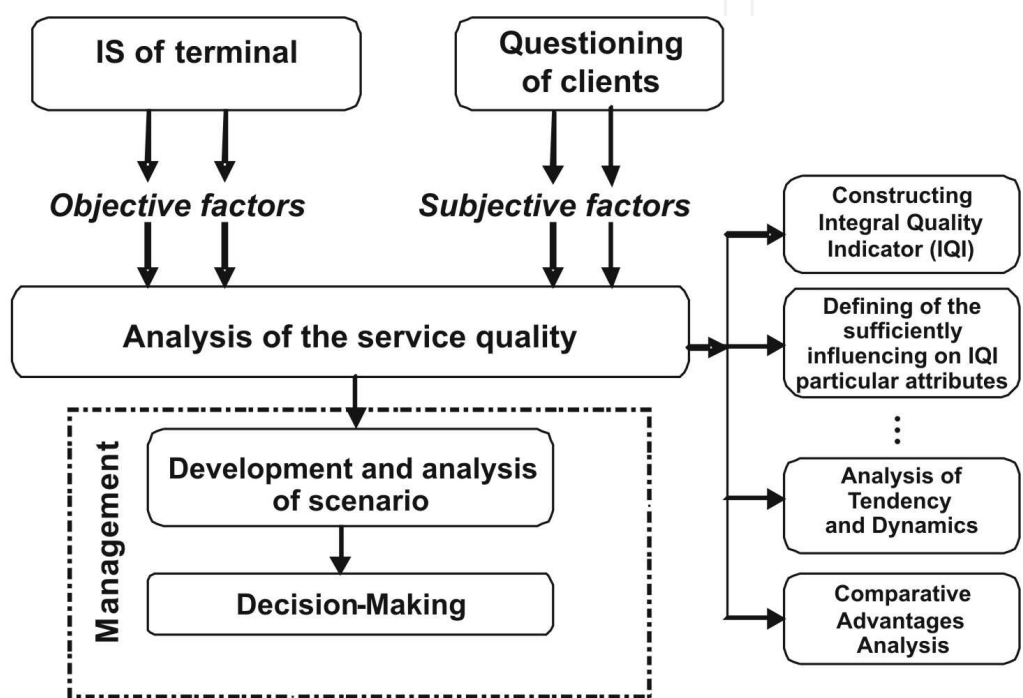 IS of terminal
Questioning
of clients
Objective factors
Subjective factors
Analysis of the service quality
Management
Development and analysis
of scenario
Decision-Making
Constructing
Integral Quality
Indicator (IQI)
Defining of the
sufficiently
influencing on IQI
particular attributes
⋮
Analysis of
Tendency
and Dynamics
Comparative
Advantages
Analysis